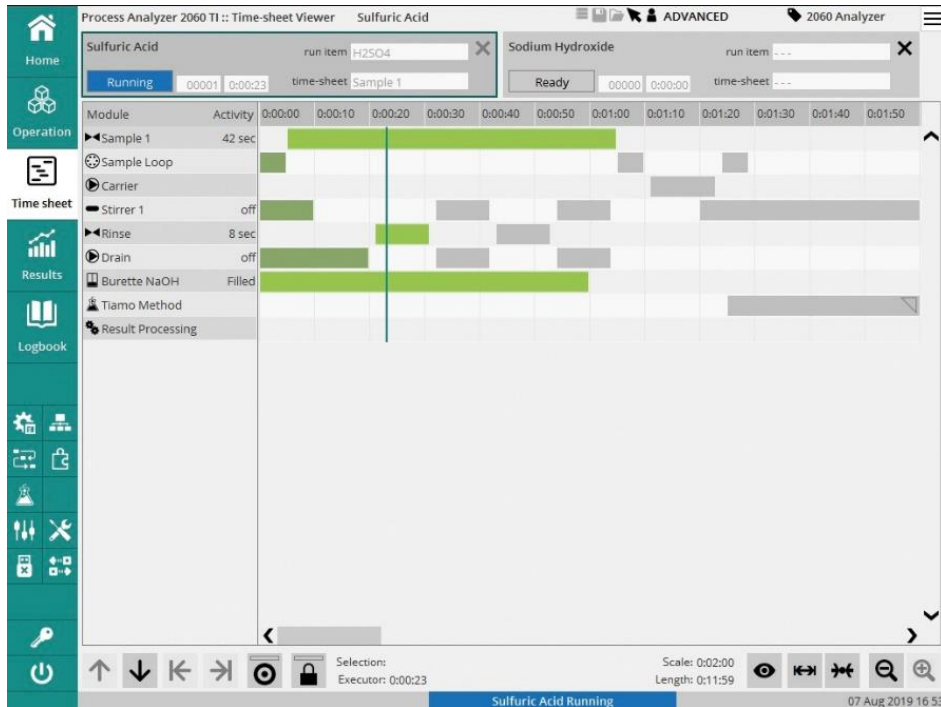 Process Analyzer 2060 TI :: Time-sheet Viewer Sulfuric Acid ADVANCED 2060 Analyzer
Home
Operation
Time sheet
Results
Logbook
Sulfuric Acid run item H2SO4
Running 00001 0:00:23 time-sheet Sample 1
Sodium Hydroxide run item ---
Ready 00000 0:00:00 time-sheet ---
Module Activity 0:00:00 0:00:10 0:00:20 0:00:30 0:00:40 0:00:50 0:01:00 0:01:10 0:01:20 0:01:30 0:01:40 0:01:50
Sample 1 42 sec
Sample Loop
Carrier
Stirrer 1 off
Rinse 8 sec
Drain off
Burette NaOH Filled
Tiamo Method
Result Processing
Selection: Scale: 0:02:00
Executor: 0:00:23 Length: 0:11:59
Sulfuric Acid Running 07 Aug 2019 16:53